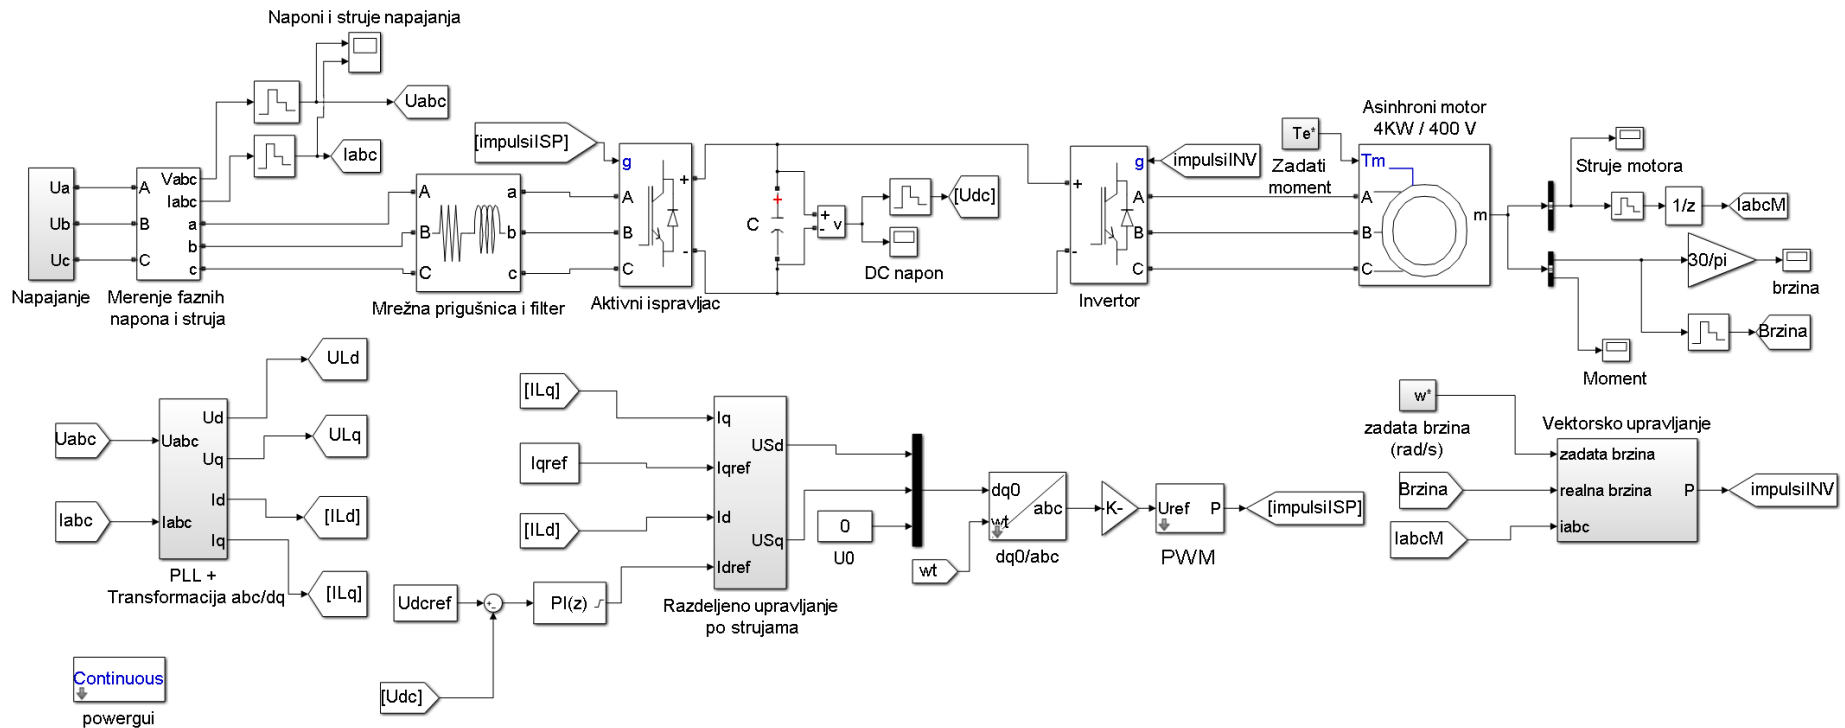 Naponi i struje napajanja
Uabc
Iabc
[impulsiISP]
Ua
Ub
Uc
Napajanje
A
B
C
Vabc
Iabc
a
b
c
Merenje faznih
napona i struja
A
B
C
a
b
c
Mrežna prigušnica i filter
g
A
B
C
+
-
Aktivni ispravljac
+
C
+
-
v
[Udc]
DC napon
g
+
-
A
B
C
Invertor
impulsiINV
Te*
Zadati
moment
Asinhroni motor
4KW / 400 V
Tm
A
B
C
m
Struje motora
1/z
IabcM
30/pi
brzina
Brzina
Moment
Uabc
Iabc
Uabc
Iabc
Ud
Uq
Id
Iq
PLL +
Transformacija abc/dq
ULd
ULq
[ILd]
[ILq]
[ILq]
Iqref
[ILd]
Udcref
+
-
PI(z)
[Udc]
Iq
Iqref
Id
Idref
USd
USq
Razdeljeno upravljanje
po strujama
0
U0
wt
dq0
wt
abc
dq0/abc
-K-
Uref
P
PWM
[impulsiISP]
w*
zadata brzina
(rad/s)
Brzina
IabcM
Vektorsko upravljanje
zadata brzina
realna brzina
iabc
P
impulsiINV
Continuous
powergui